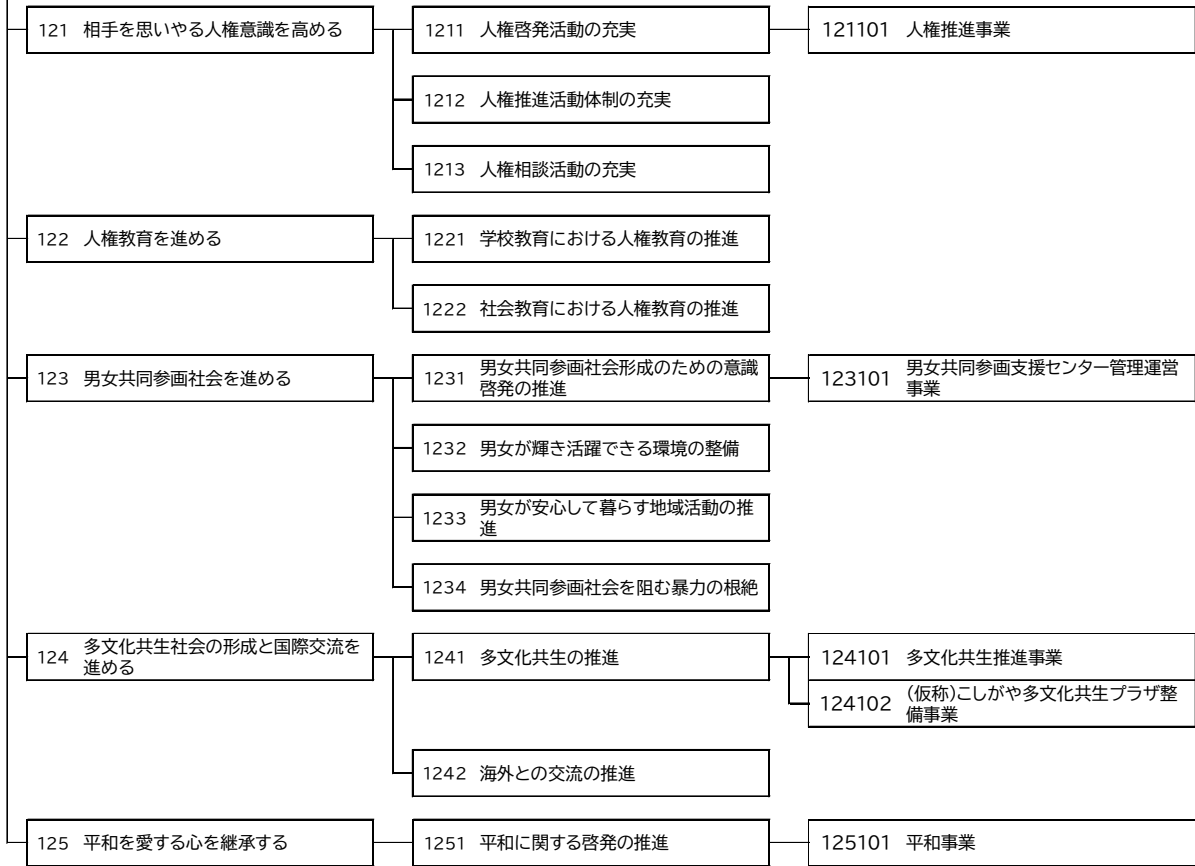 121 相手を思いやる人権意識を高める
1211 人権啓発活動の充実
121101 人権推進事業
1212 人権推進活動体制の充実
1213 人権相談活動の充実
122 人権教育を進める
1221 学校教育における人権教育の推進
1222 社会教育における人権教育の推進
123 男女共同参画社会を進める
1231 男女共同参画社会形成のための意識
啓発の推進
123101 男女共同参画支援センター管理運営
事業
1232 男女が輝き活躍できる環境の整備
1233 男女が安心して暮らす地域活動の推
進
1234 男女共同参画社会を阻む暴力の根絶
124 多文化共生社会の形成と国際交流を
進める
1241 多文化共生の推進
124101 多文化共生推進事業
124102 (仮称)こしがや多文化共生プラザ整
備事業
1242 海外との交流の推進
125 平和を愛する心を継承する
1251 平和に関する啓発の推進
125101 平和事業